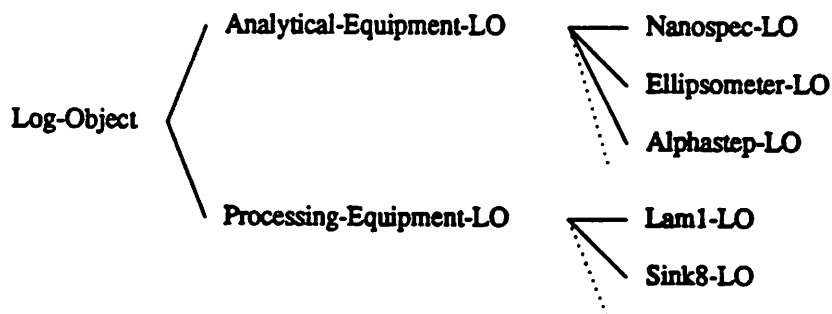 Analytical-Equipment-LO
Nanospec-LO
Ellipsometer-LO
Log-Object
Alphastep-LO
Processing-Equipment-LO
Lam1-LO
Sink8-LO